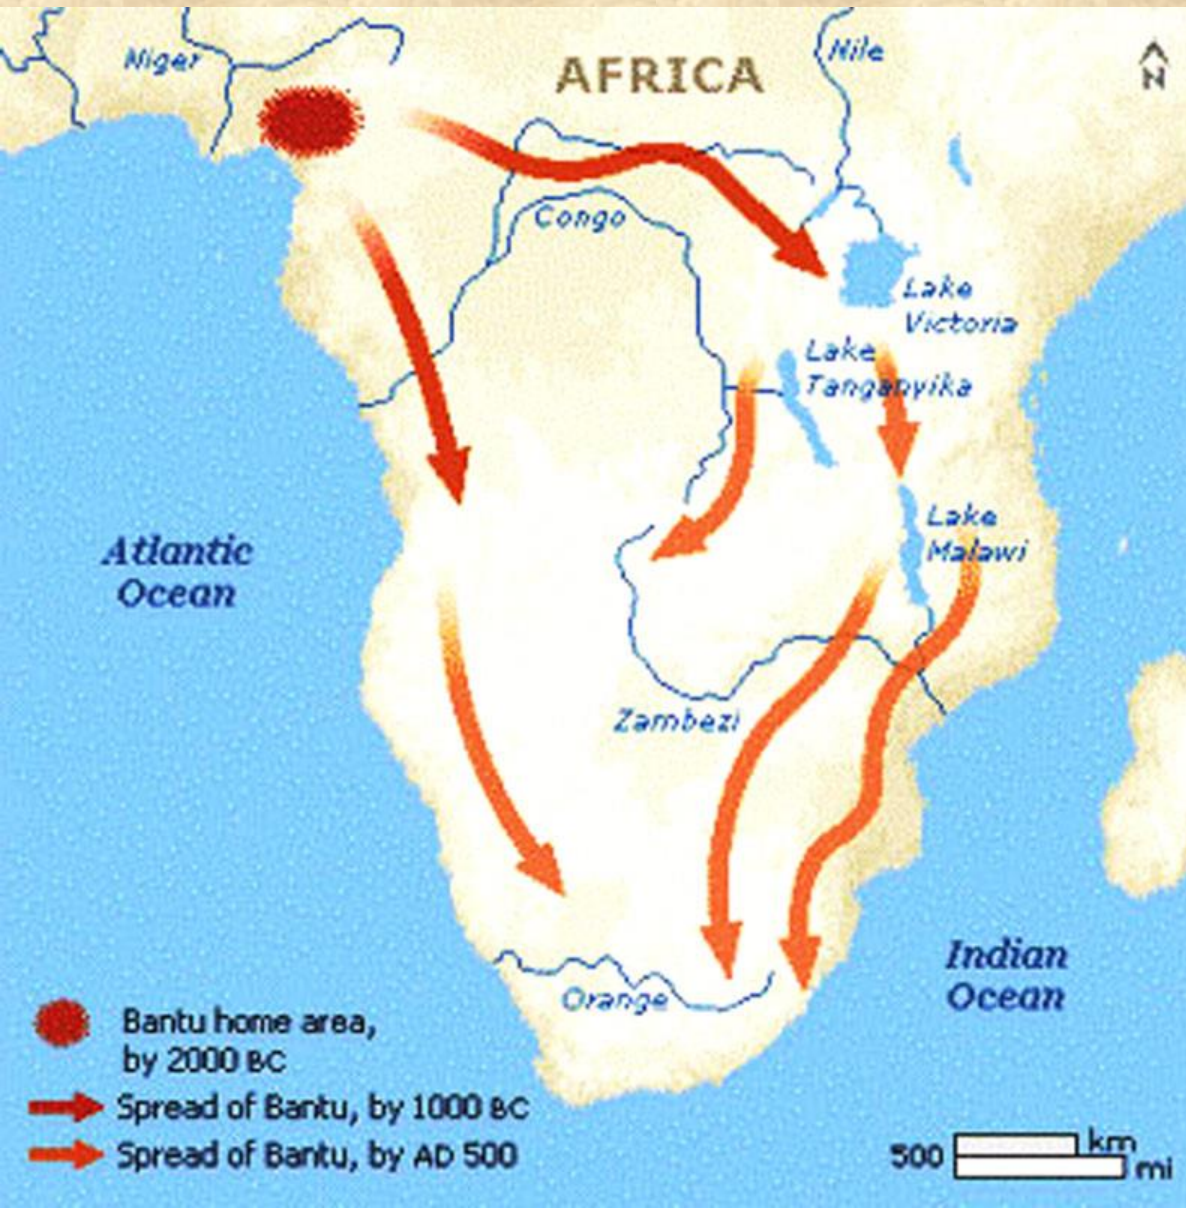 Niger
AFRICA
Nile
N
Congo
Lake
Victoria
Lake
Tanganyika
Lake
Malawi
Atlantic
Ocean
Zambezi
Indian
Ocean
Orange
Bantu home area,
by 2000 BC
Spread of Bantu, by 1000 BC
Spread of Bantu, by AD 500
500 km
mi